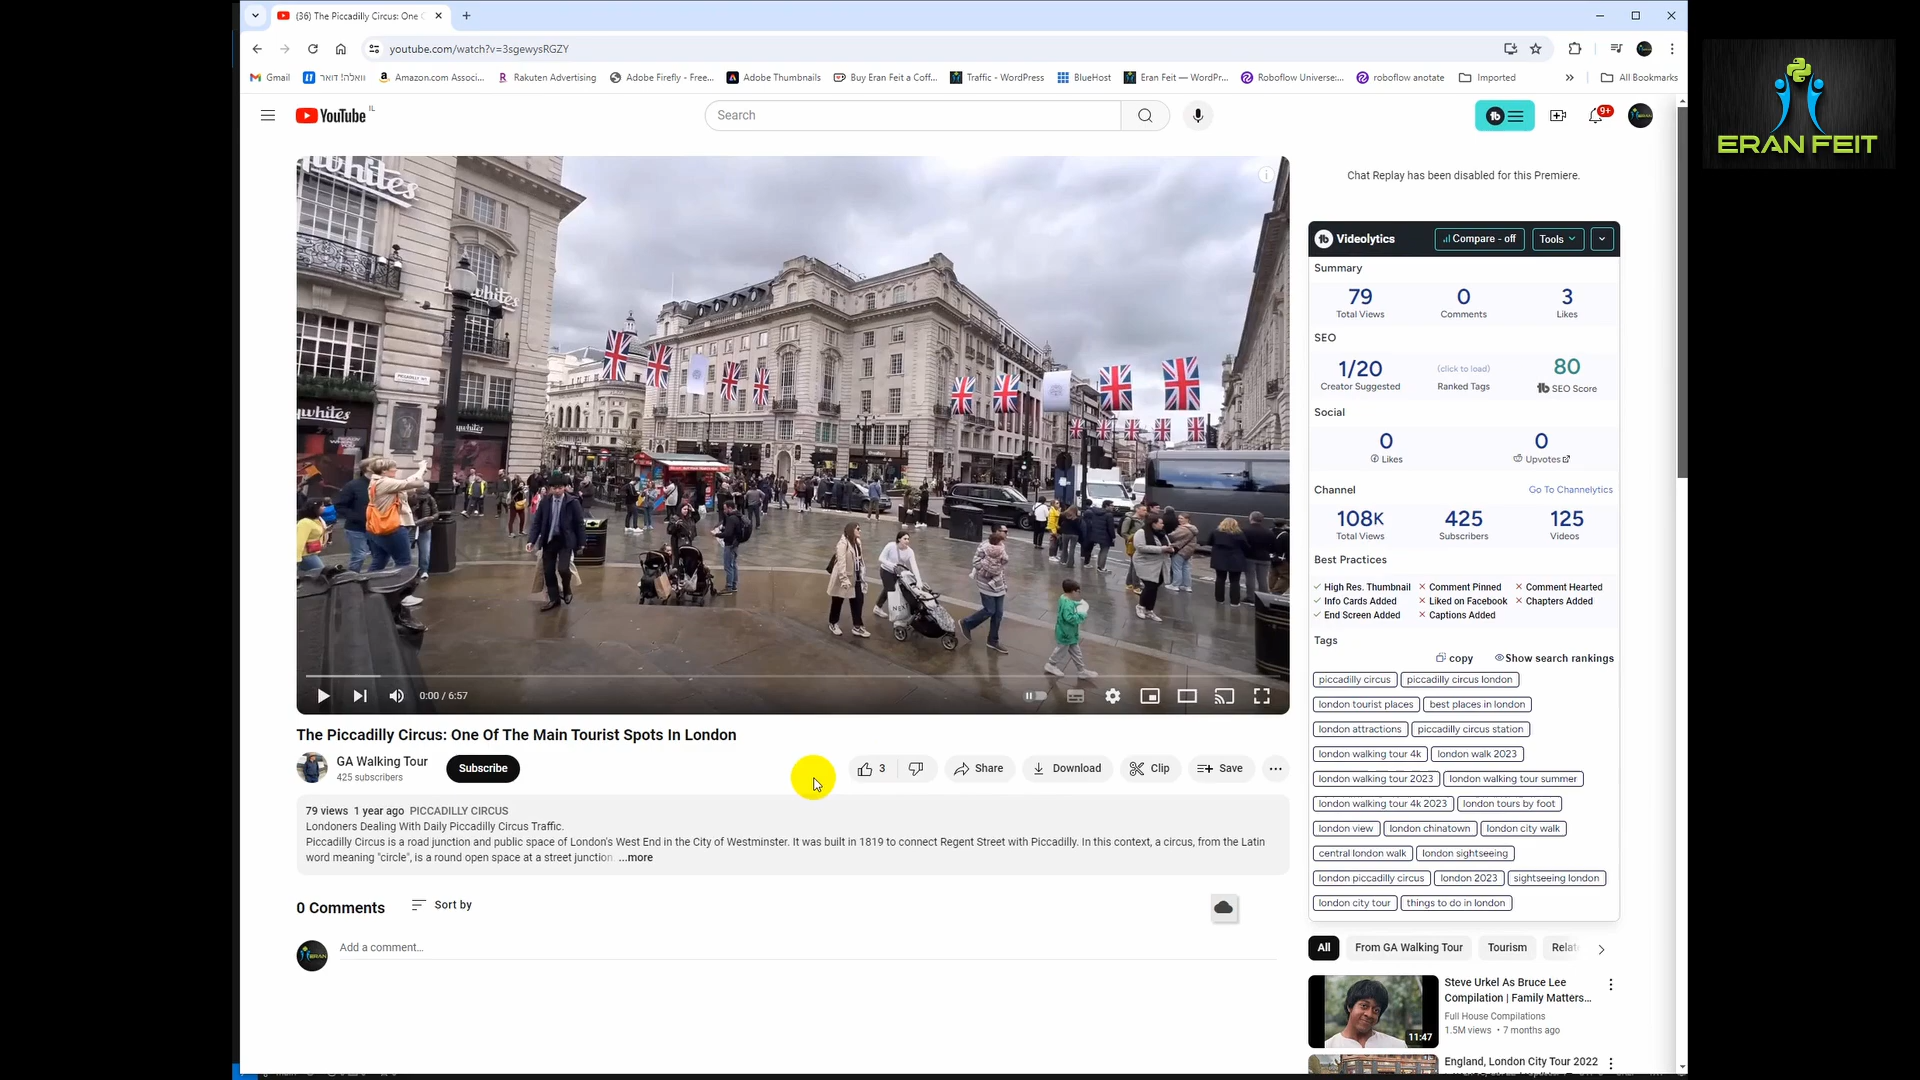 (36) The Piccadilly Circus: One O
youtube.com/watch?v=3sgewysRGZY
Gmail
וואלה! דואר
Amazon.com Associ...
Rakuten Advertising
Adobe Firefly - Free...
Adobe Thumbnails
Buy Eran Feit a Coff...
Traffic - WordPress
BlueHost
Eran Feit — WordPr...
Roboflow Universe:...
roboflow anotate
Imported
All Bookmarks
ERAN FEIT
YouTube IL
Search
9+
whites
whites
whites
NEXT
0:00 / 6:57
The Piccadilly Circus: One Of The Main Tourist Spots In London
GA Walking Tour
425 subscribers
Subscribe
3
Share
Download
Clip
Save
79 views 1 year ago PICCADILLY CIRCUS
Londoners Dealing With Daily Piccadilly Circus Traffic.
Piccadilly Circus is a road junction and public space of London's West End in the City of Westminster. It was built in 1819 to connect Regent Street with Piccadilly. In this context, a circus, from the Latin
word meaning "circle", is a round open space at a street junction. ...more
0 Comments
Sort by
ERAN
Add a comment...
Chat Replay has been disabled for this Premiere.
Videolytics
Compare - off
Tools
Summary
79 0 3
Total Views Comments Likes
SEO
1/20 (click to load) 80
Creator Suggested Ranked Tags SEO Score
Social
0 0
Likes Upvotes
Channel Go To Channelytics
108K 425 125
Total Views Subscribers Videos
Best Practices
High Res. Thumbnail Comment Pinned Comment Hearted
Info Cards Added Liked on Facebook Chapters Added
End Screen Added Captions Added
Tags
copy Show search rankings
piccadilly circus piccadilly circus london
london tourist places best places in london
london attractions piccadilly circus station
london walking tour 4k london walk 2023
london walking tour 2023 london walking tour summer
london walking tour 4k 2023 london tours by foot
london view london chinatown london city walk
central london walk london sightseeing
london piccadilly circus london 2023 sightseeing london
london city tour things to do in london
All From GA Walking Tour Tourism Relat
Steve Urkel As Bruce Lee
Compilation | Family Matters...
Full House Compilations
1.5M views • 7 months ago
11:47
England, London City Tour 2022